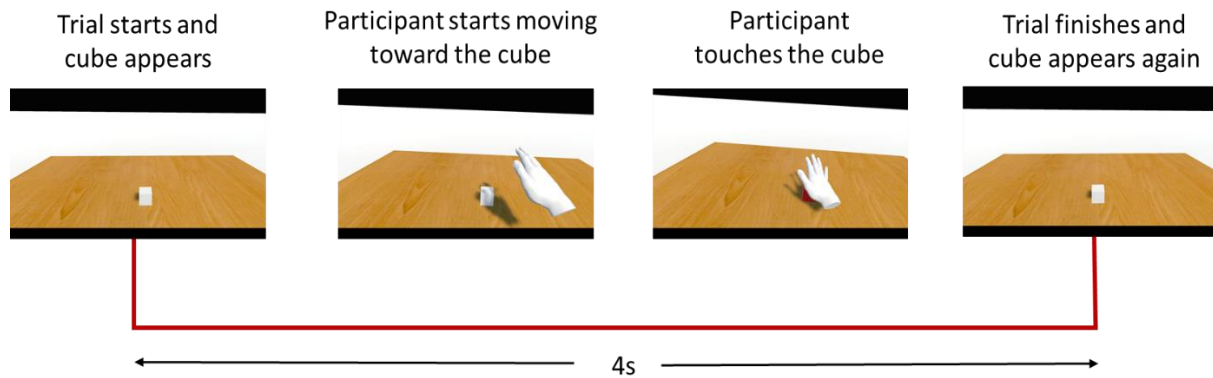 Trial starts and
cube appears
Participant starts moving
toward the cube
Participant
touches the cube
Trial finishes and
cube appears again
4s